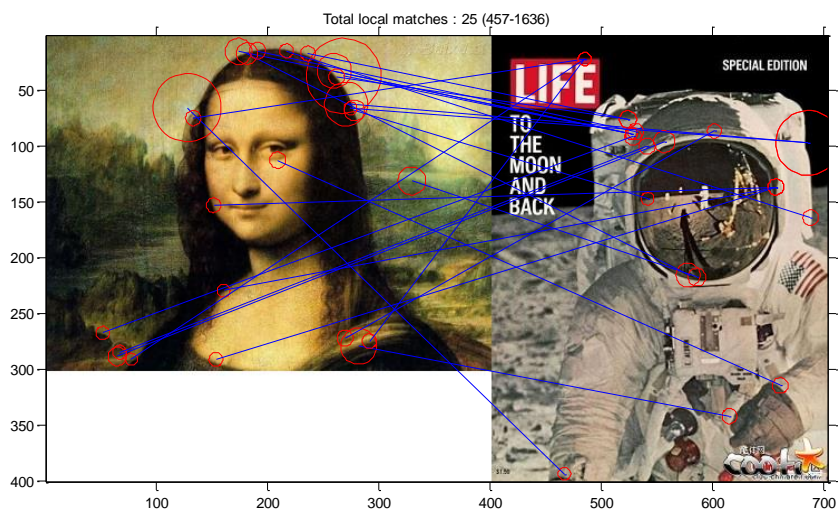 Total local matches : 25 (457-1636)
LIFE
SPECIAL EDITION
TO
THE
MOON
AND
BACK
50
100
150
200
250
300
350
400
100
200
300
400
500
600
700